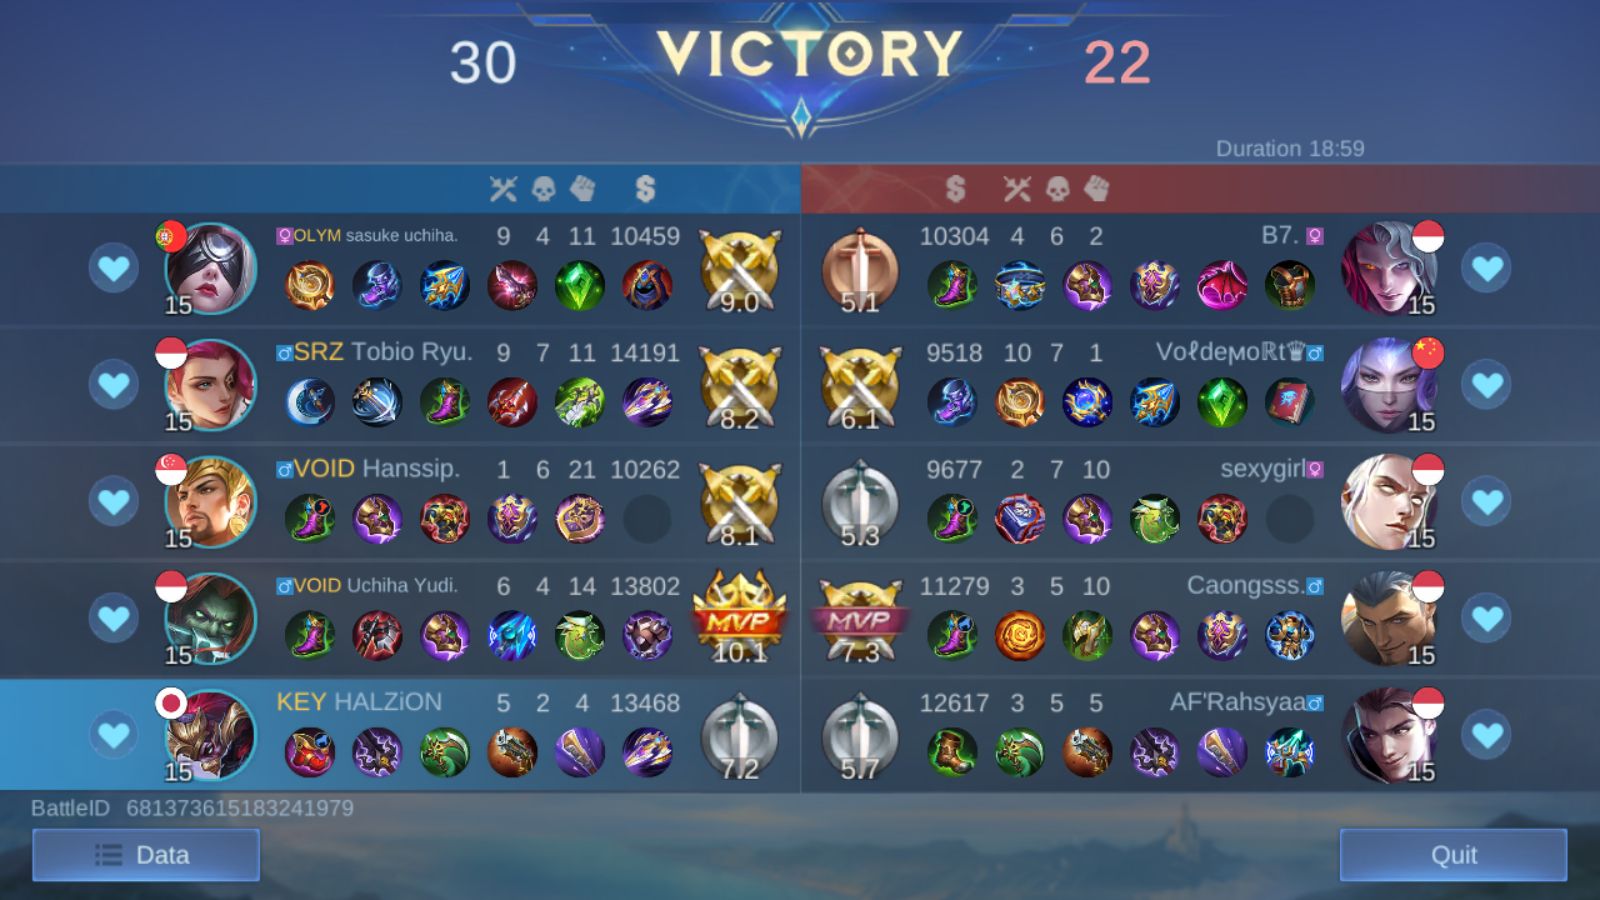 30 VICTORY 22
Duration 18:59
OLYM sasuke uchiha. 9 4 11 10459
15 9.0
SRZ Tobio Ryu. 9 7 11 14191
15 8.2
VOID Hanssip. 1 6 21 10262
15 8.1
VOID Uchiha Yudi. 6 4 14 13802
MVP
15 10.1
KEY HALZiON 5 2 4 13468
15 7.2
10304 4 6 2 B7.
5.1 15
9518 10 7 1 Voℓdeмoℝt♕
6.1 15
9677 2 7 10 sexygirl
5.3 15
11279 3 5 10 Caongsss.
MVP
7.3 15
12617 3 5 5 AF'Rahsyaa
5.7 15
BattleID 681373615183241979
Data
Quit